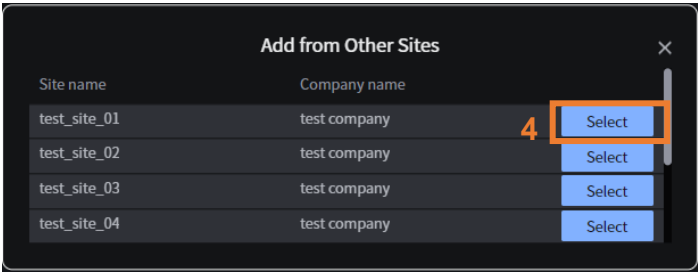 Add from Other Sites ×
Site name Company name
test_site_01 test company 4 Select
test_site_02 test company Select
test_site_03 test company Select
test_site_04 test company Select